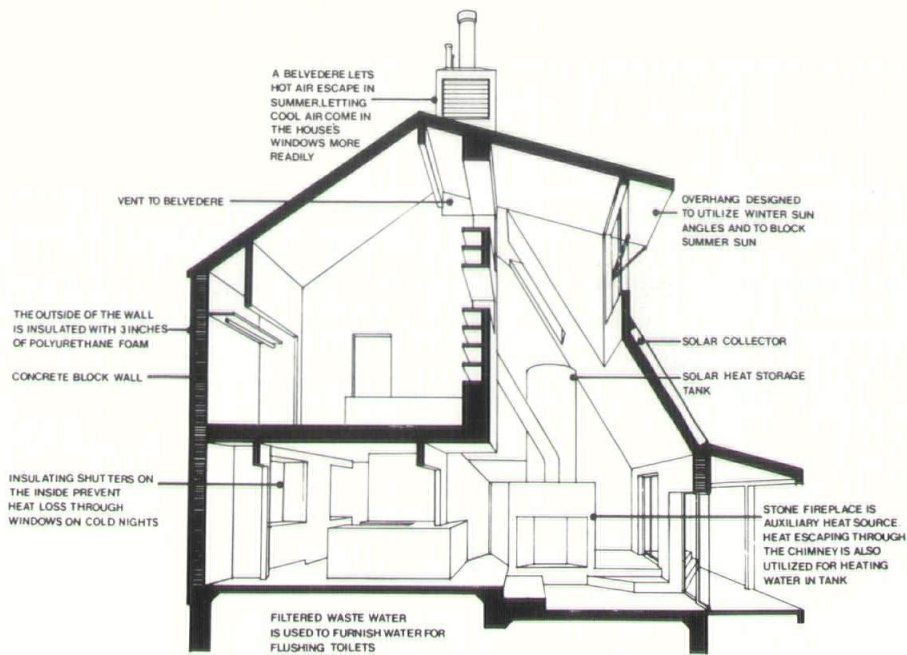 A BELVEDERE LETS
HOT AIR ESCAPE IN
SUMMER,LETTING
COOL AIR COME IN
THE HOUSE'S
WINDOWS MORE
READILY
VENT TO BELVEDERE
OVERHANG DESIGNED
TO UTILIZE WINTER SUN
ANGLES AND TO BLOCK
SUMMER SUN
THE OUTSIDE OF THE WALL
IS INSULATED WITH 3 INCHES
OF POLYURETHANE FOAM
SOLAR COLLECTOR
CONCRETE BLOCK WALL
SOLAR HEAT STORAGE
TANK
INSULATING SHUTTERS ON
THE INSIDE PREVENT
HEAT LOSS THROUGH
WINDOWS ON COLD NIGHTS
STONE FIREPLACE IS
AUXILIARY HEAT SOURCE.
HEAT ESCAPING THROUGH
THE CHIMNEY IS ALSO
UTILIZED FOR HEATING
WATER IN TANK
FILTERED WASTE WATER
IS USED TO FURNISH WATER FOR
FLUSHING TOILETS